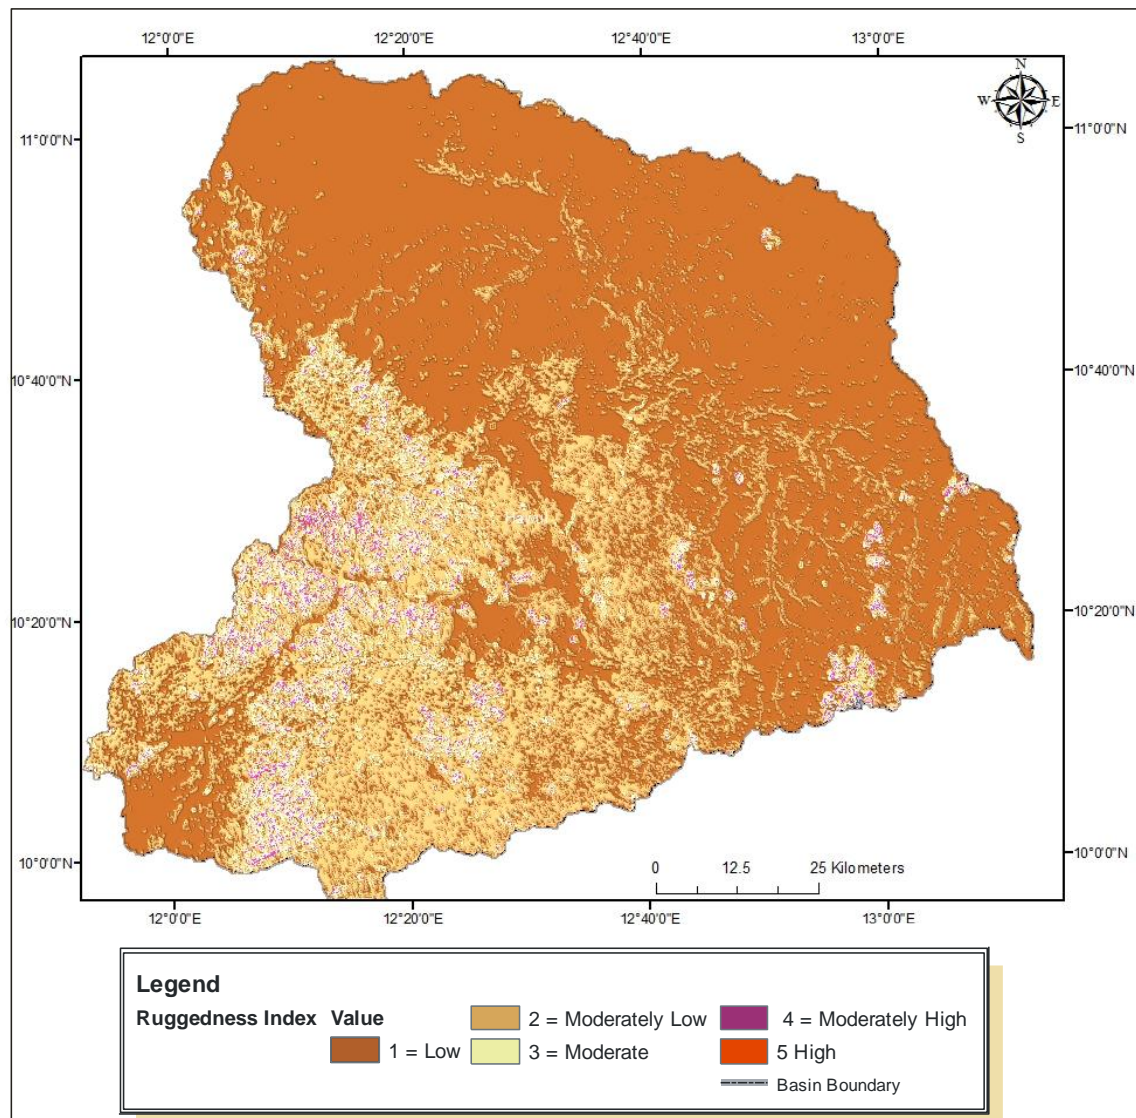 12°0'0"E 12°20'0"E 12°40'0"E 13°0'0"E
N
W E
S
11°0'0"N 11°0'0"N
10°40'0"N 10°40'0"N
10°20'0"N 10°20'0"N
10°0'0"N 10°0'0"N
0 12.5 25 Kilometers
12°0'0"E 12°20'0"E 12°40'0"E 13°0'0"E
Legend
Ruggedness Index Value
1 = Low
2 = Moderately Low
3 = Moderate
4 = Moderately High
5 High
Basin Boundary